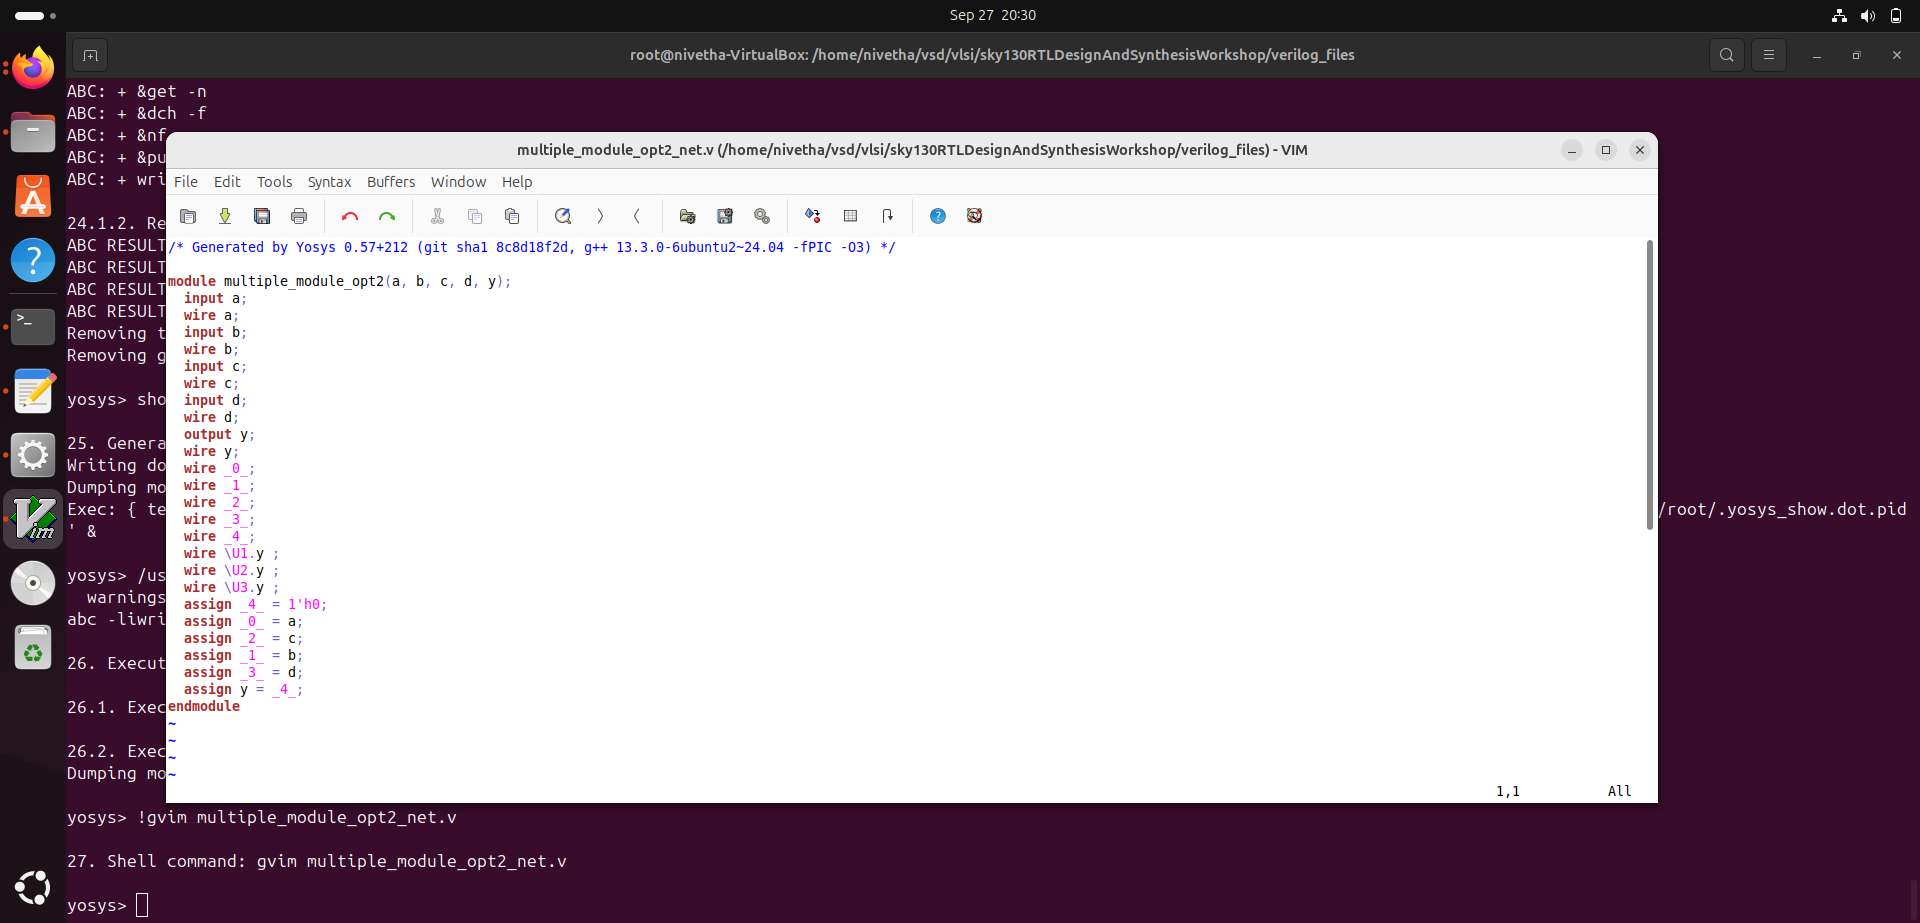 Sep 27  20:30
root@nivetha-VirtualBox: /home/nivetha/vsd/vlsi/sky130RTLDesignAndSynthesisWorkshop/verilog_files
ABC: + &get -n
ABC: + &dch -f
ABC: + &nf
ABC: + &pu
ABC: + wri
24.1.2. Re
ABC RESULT
ABC RESULT
ABC RESULT
ABC RESULT
Removing t
Removing g
yosys> sho
25. Genera
Writing do
Dumping mo
Exec: { te
/root/.yosys_show.dot.pid
' &
yosys> /us
  warnings
abc -liwri
26. Execut
26.1. Exec
26.2. Exec
Dumping mo
multiple_module_opt2_net.v (/home/nivetha/vsd/vlsi/sky130RTLDesignAndSynthesisWorkshop/verilog_files) - VIM
File Edit Tools Syntax Buffers Window Help
/* Generated by Yosys 0.57+212 (git sha1 8c8d18f2d, g++ 13.3.0-6ubuntu2~24.04 -fPIC -O3) */
module multiple_module_opt2(a, b, c, d, y);
  input a;
  wire a;
  input b;
  wire b;
  input c;
  wire c;
  input d;
  wire d;
  output y;
  wire y;
  wire _0_;
  wire _1_;
  wire _2_;
  wire _3_;
  wire _4_;
  wire \U1.y ;
  wire \U2.y ;
  wire \U3.y ;
  assign _4_ = 1'h0;
  assign _0_ = a;
  assign _2_ = c;
  assign _1_ = b;
  assign _3_ = d;
  assign y = _4_;
endmodule
~
~
~
~
1,1 All
yosys> !gvim multiple_module_opt2_net.v
27. Shell command: gvim multiple_module_opt2_net.v
yosys>